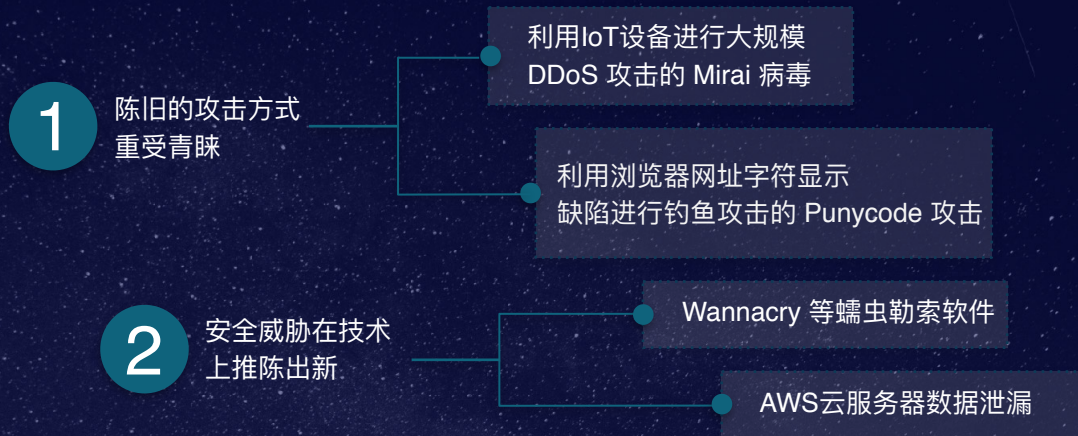 1
陈旧的攻击方式
重受青睐
利用IoT设备进行大规模
DDoS 攻击的 Mirai 病毒
利用浏览器网址字符显示
缺陷进行钓鱼攻击的 Punycode 攻击
2
安全威胁在技术
上推陈出新
Wannacry 等蠕虫勒索软件
AWS云服务器数据泄漏